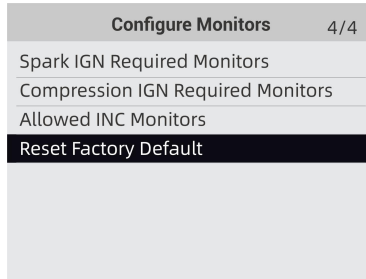 Configure Monitors 4/4
Spark IGN Required Monitors
Compression IGN Required Monitors
Allowed INC Monitors
Reset Factory Default